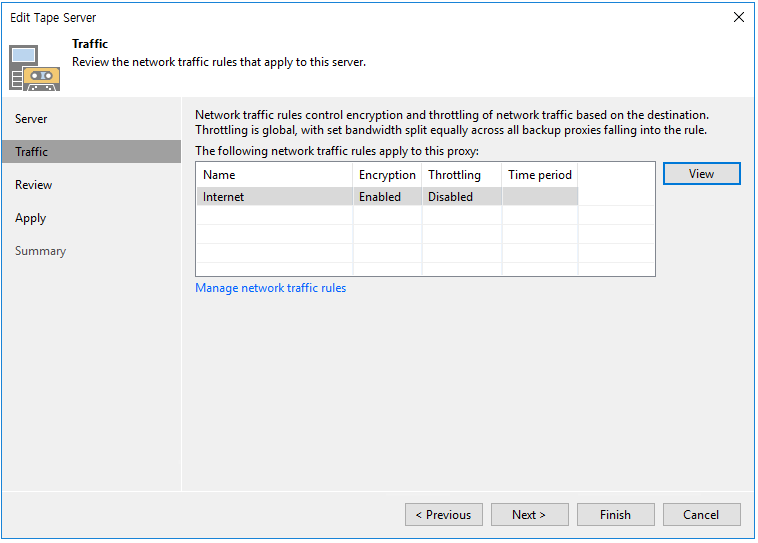 Edit Tape Server
Traffic
Review the network traffic rules that apply to this server.
Server
Traffic
Review
Apply
Summary
Network traffic rules control encryption and throttling of network traffic based on the destination.
Throttling is global, with set bandwidth split equally across all backup proxies falling into the rule.
The following network traffic rules apply to this proxy:
Name Encryption Throttling Time period
Internet Enabled Disabled
View
Manage network traffic rules
< Previous Next > Finish Cancel